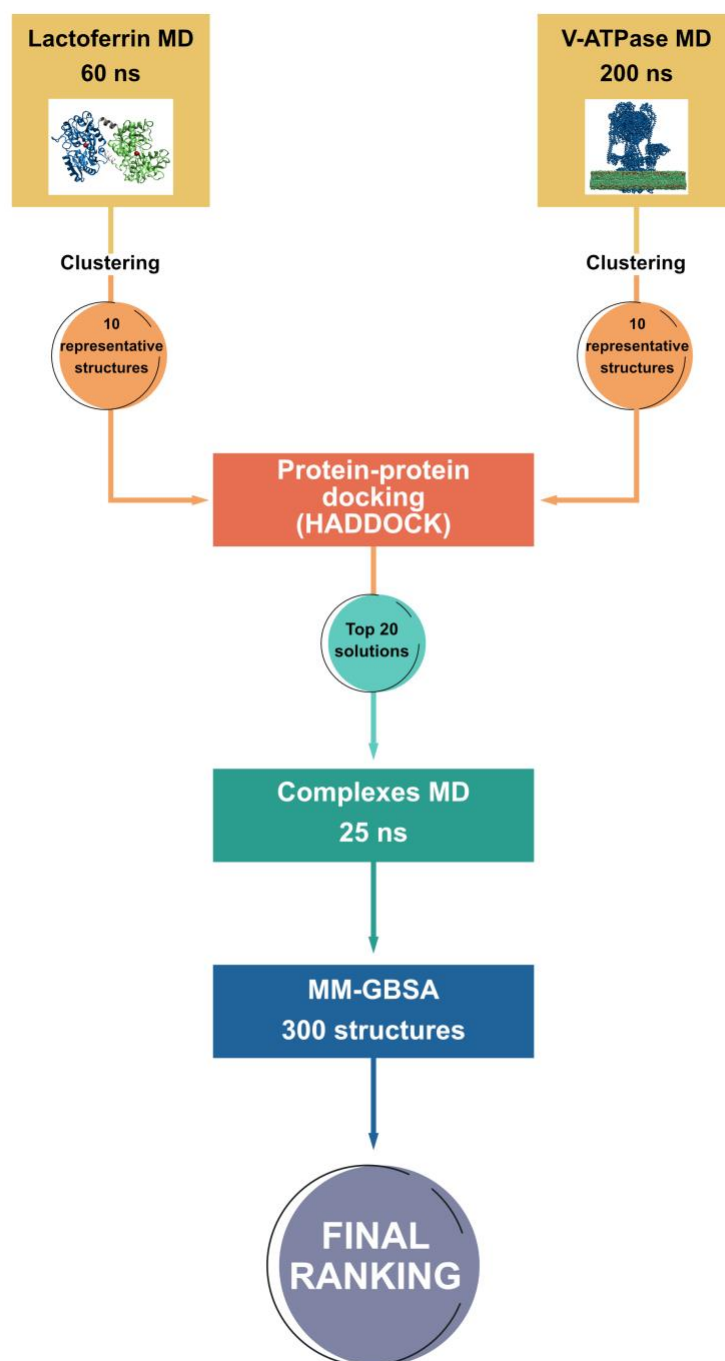 Lactoferrin MD
60 ns
V-ATPase MD
200 ns
Clustering
Clustering
10
representative
structures
10
representative
structures
Protein-protein
docking
(HADDOCK)
Top 20
solutions
Complexes MD
25 ns
MM-GBSA
300 structures
FINAL
RANKING